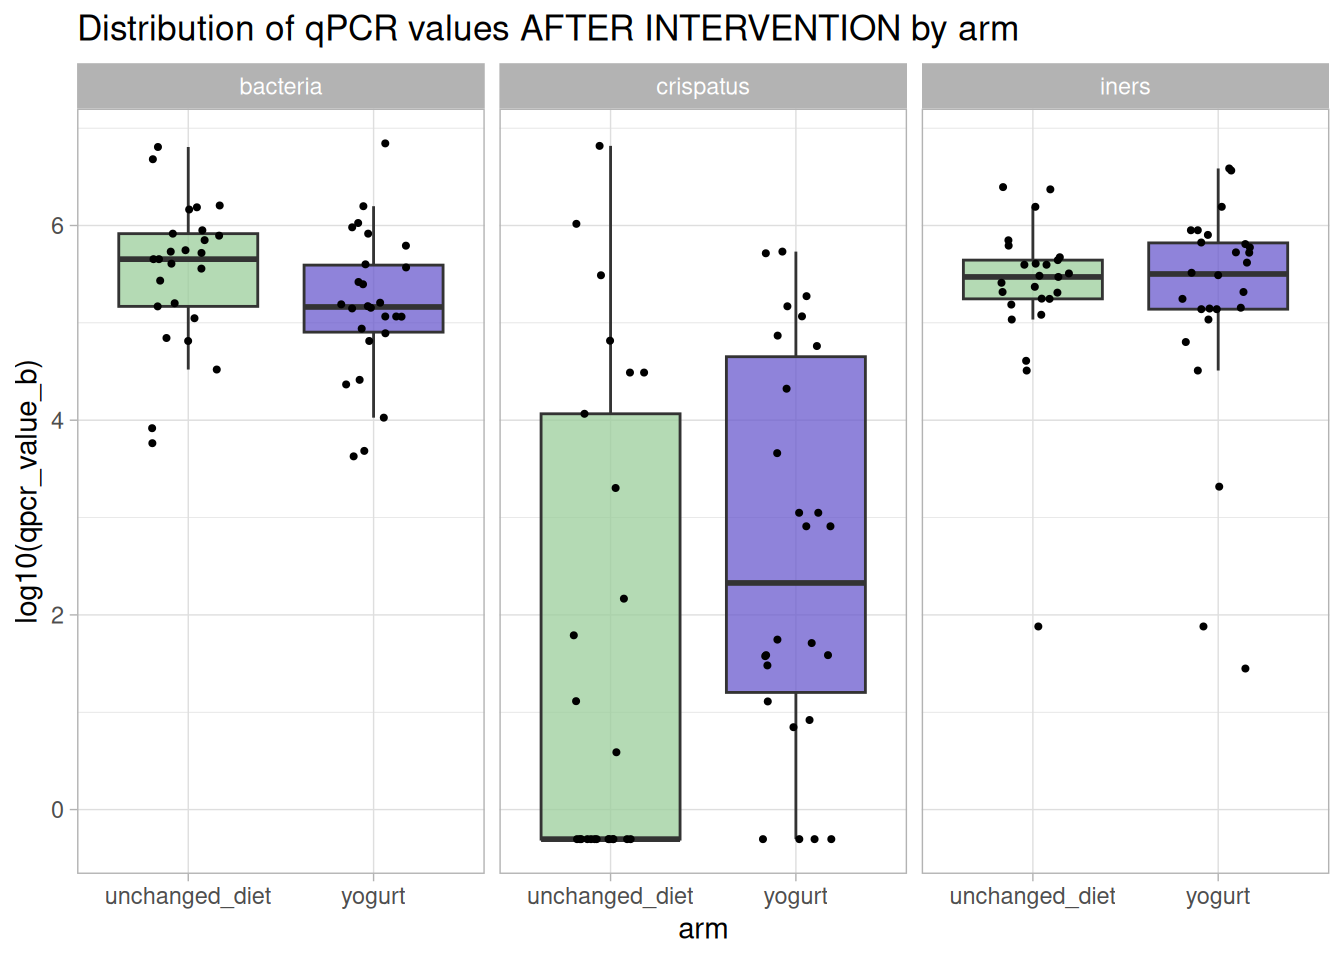 Distribution of qPCR values AFTER INTERVENTION by arm
bacteria
crispatus
iners
log10(qpcr_value_b)
6
4
2
0
unchanged_diet
yogurt
unchanged_diet
yogurt
unchanged_diet
yogurt
arm